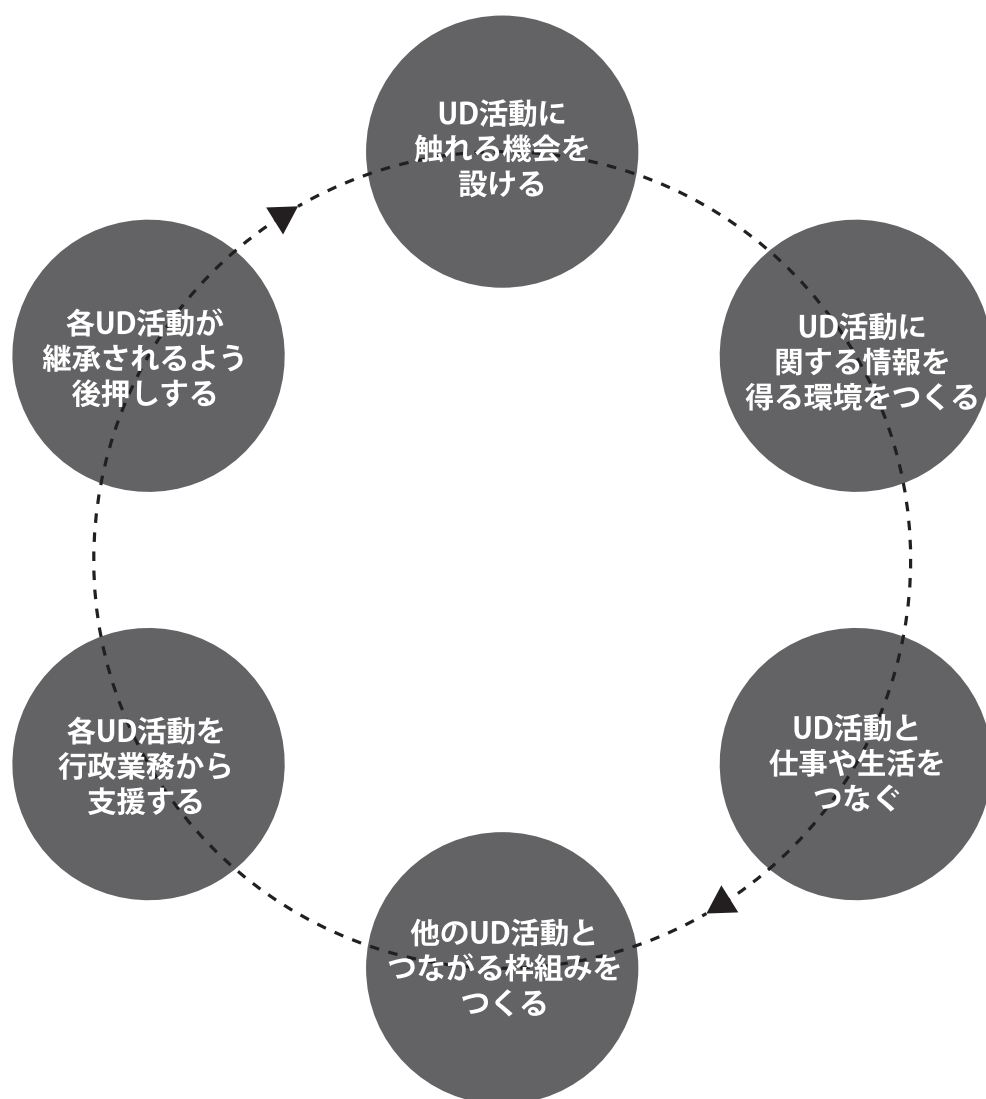 UD活動に
触れる機会を
設ける
UD活動に
関する情報を
得る環境をつくる
UD活動と
仕事や生活を
つなぐ
他のUD活動と
つながる枠組みを
つくる
各UD活動を
行政業務から
支援する
各UD活動が
継承されるよう
後押しする